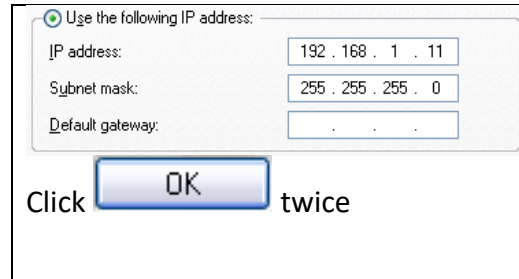 Use the following IP address:
IP address: 192 . 168 . 1 . 11
Subnet mask: 255 . 255 . 255 . 0
Default gateway: . . .
Click OK twice